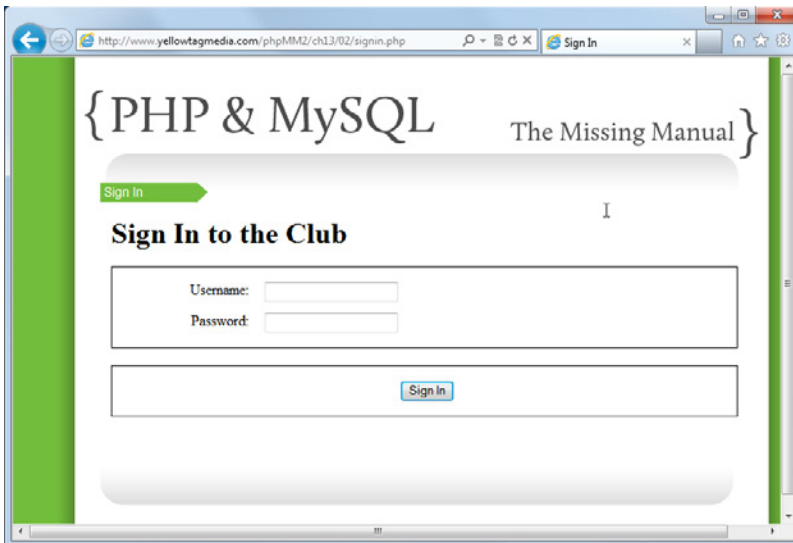 http://www.yellowtagmedia.com/phpMM2/ch13/02/signin.php
Sign In
{PHP & MySQL
The Missing Manual}
Sign In
Sign In to the Club
Username:
Password:
Sign In